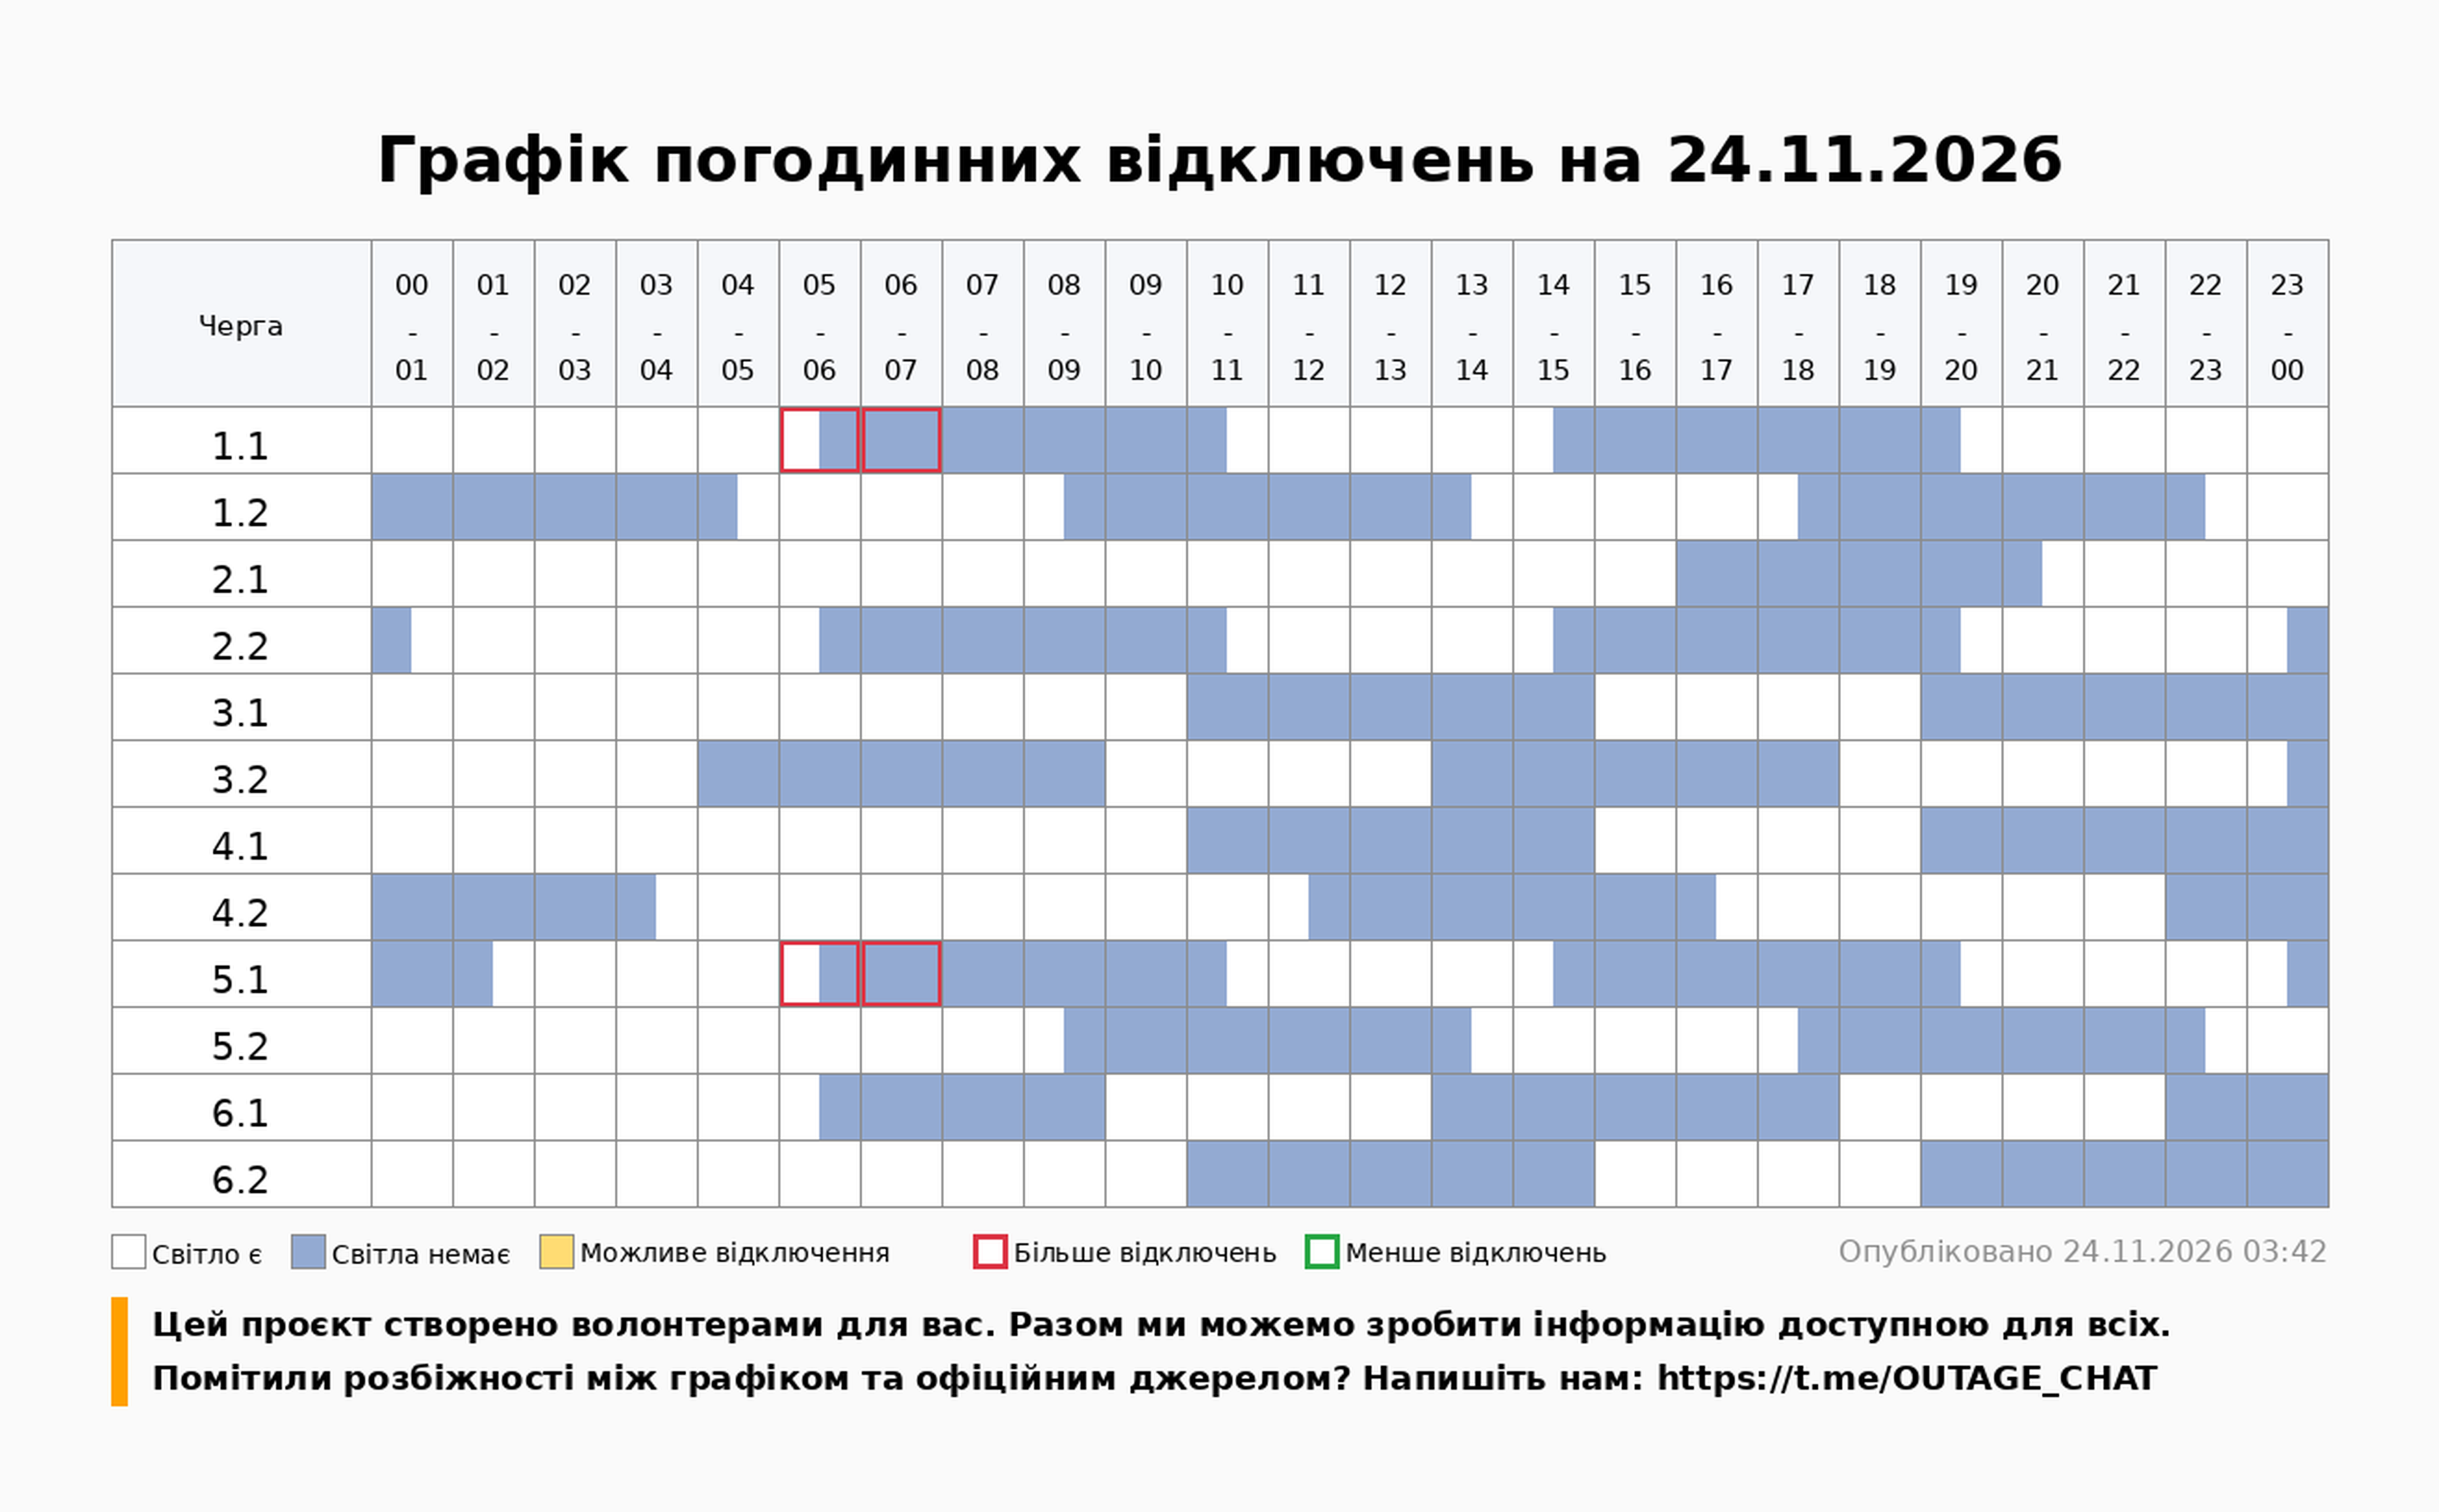 Графік погодинних відключень на 24.11.2026
Черга
00 - 01
01 - 02
02 - 03
03 - 04
04 - 05
05 - 06
06 - 07
07 - 08
08 - 09
09 - 10
10 - 11
11 - 12
12 - 13
13 - 14
14 - 15
15 - 16
16 - 17
17 - 18
18 - 19
19 - 20
20 - 21
21 - 22
22 - 23
23 - 00
1.1
1.2
2.1
2.2
3.1
3.2
4.1
4.2
5.1
5.2
6.1
6.2
Світло є Світла немає Можливе відключення Більше відключень Менше відключень Опубліковано 24.11.2026 03:42
Цей проєкт створено волонтерами для вас. Разом ми можемо зробити інформацію доступною для всіх.
Помітили розбіжності між графіком та офіційним джерелом? Напишіть нам: https://t.me/OUTAGE_CHAT